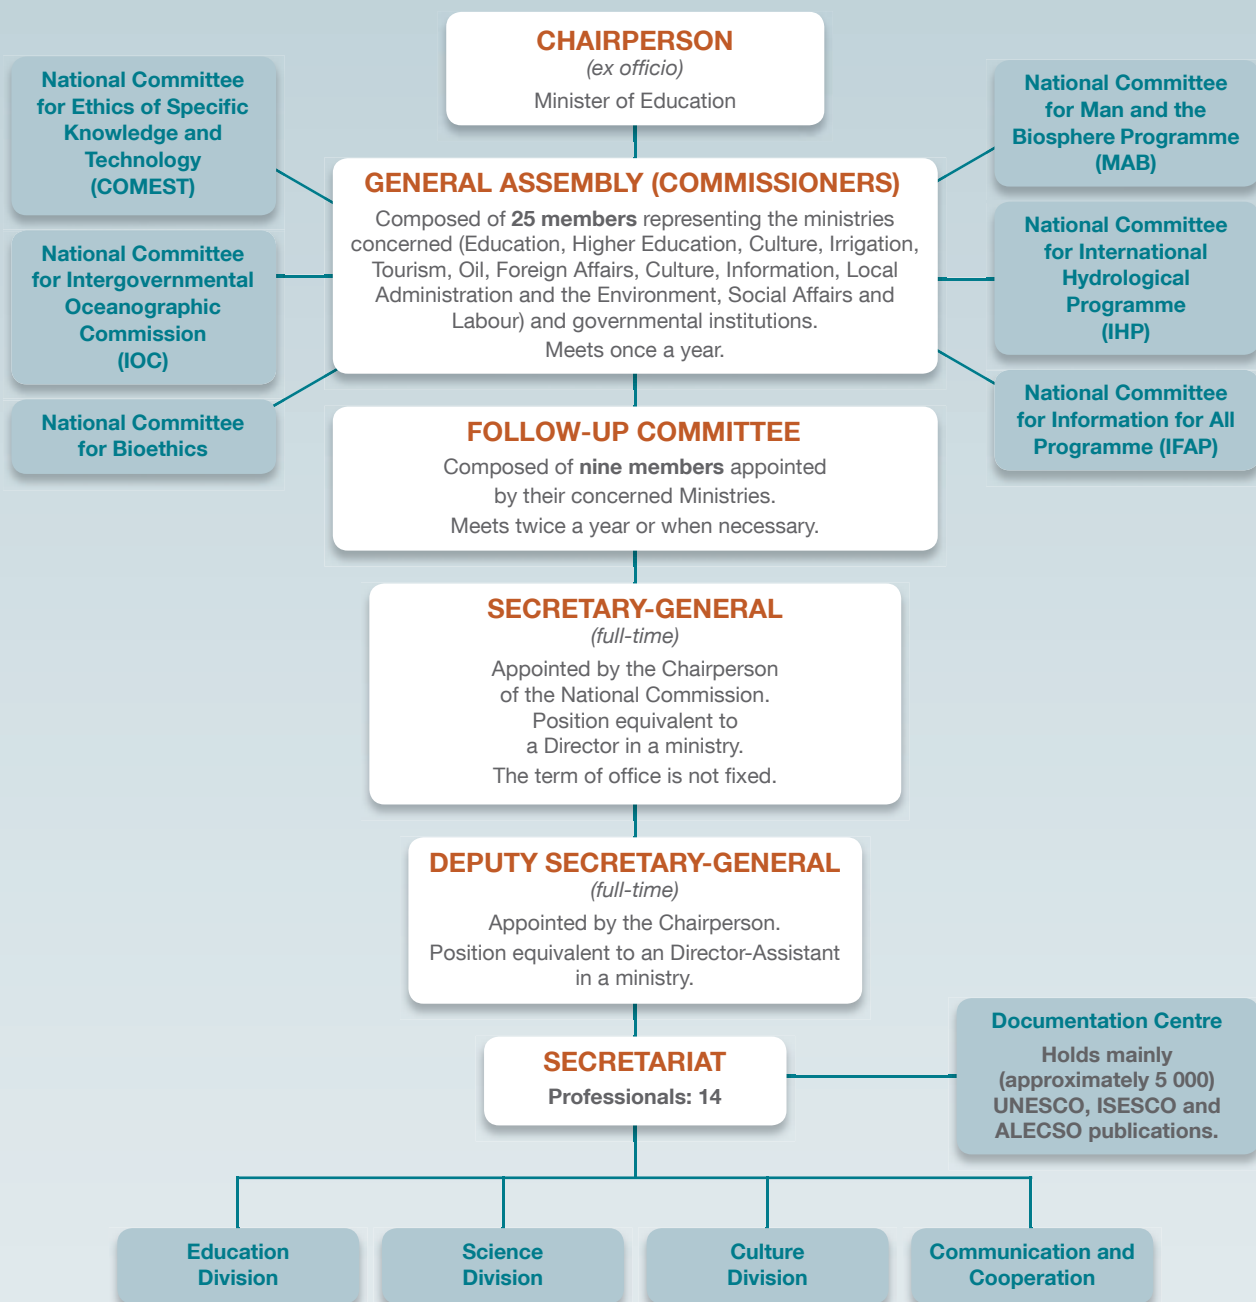 CHAIRPERSON
(ex officio)
Minister of Education
National Committee
for Ethics of Specific
Knowledge and
Technology
(COMEST)
National Committee
for Intergovernmental
Oceanographic
Commission
(IOC)
National Committee
for Bioethics
GENERAL ASSEMBLY (COMMISSIONERS)
Composed of 25 members representing the ministries
concerned (Education, Higher Education, Culture, Irrigation,
Tourism, Oil, Foreign Affairs, Culture, Information, Local
Administration and the Environment, Social Affairs and
Labour) and governmental institutions.
Meets once a year.
National Committee
for Man and the
Biosphere Programme
(MAB)
National Committee
for International
Hydrological
Programme
(IHP)
National Committee
for Information for All
Programme (IFAP)
FOLLOW-UP COMMITTEE
Composed of nine members appointed
by their concerned Ministries.
Meets twice a year or when necessary.
SECRETARY-GENERAL
(full-time)
Appointed by the Chairperson
of the National Commission.
Position equivalent to
a Director in a ministry.
The term of office is not fixed.
DEPUTY SECRETARY-GENERAL
(full-time)
Appointed by the Chairperson.
Position equivalent to an Director-Assistant
in a ministry.
SECRETARIAT
Professionals: 14
Documentation Centre
Holds mainly
(approximately 5 000)
UNESCO, ISESCO and
ALECSO publications.
Education
Division
Science
Division
Culture
Division
Communication and
Cooperation